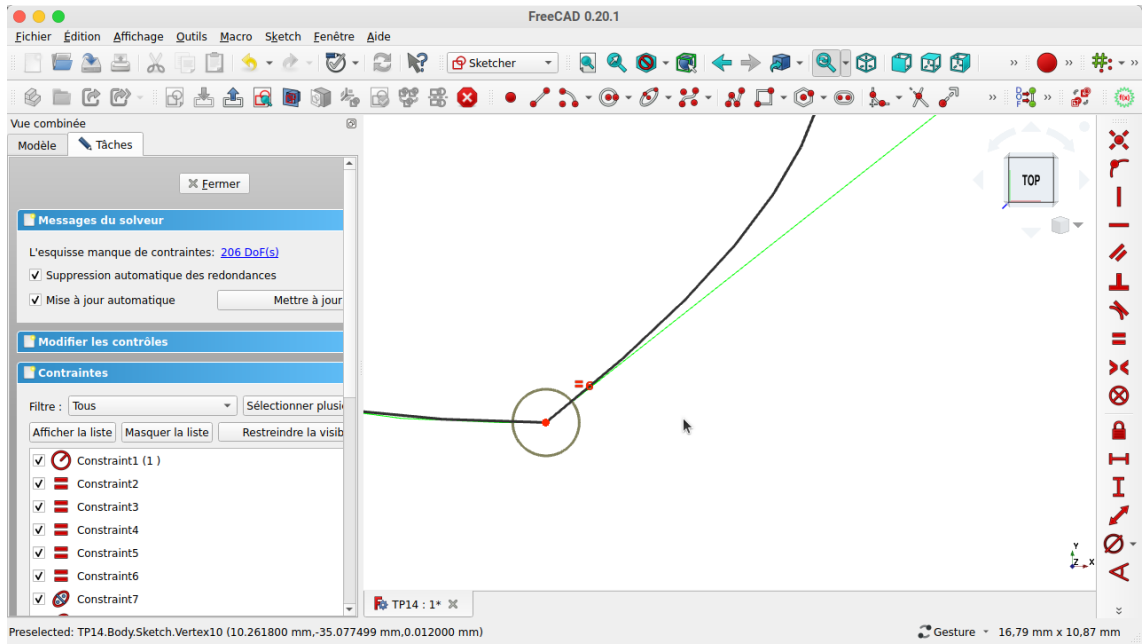 FreeCAD 0.20.1
Fichier Édition Affichage Outils Macro Sketch Fenêtre Aide
Sketcher
Vue combinée
Modèle Tâches
Fermer
Messages du solveur
L'esquisse manque de contraintes: 206 DoF(s)
Suppression automatique des redondances
Mise à jour automatique Mettre à jour
Modifier les contrôles
Contraintes
Filtre : Tous Sélectionner plusi
Afficher la liste Masquer la liste Restreindre la visib
Constraint1 (1 )
Constraint2
Constraint3
Constraint4
Constraint5
Constraint6
Constraint7
TOP
Y
Z X
TP14 : 1*
Preselected: TP14.Body.Sketch.Vertex10 (10.261800 mm,-35.077499 mm,0.012000 mm) Gesture 16,79 mm x 10,87 mm